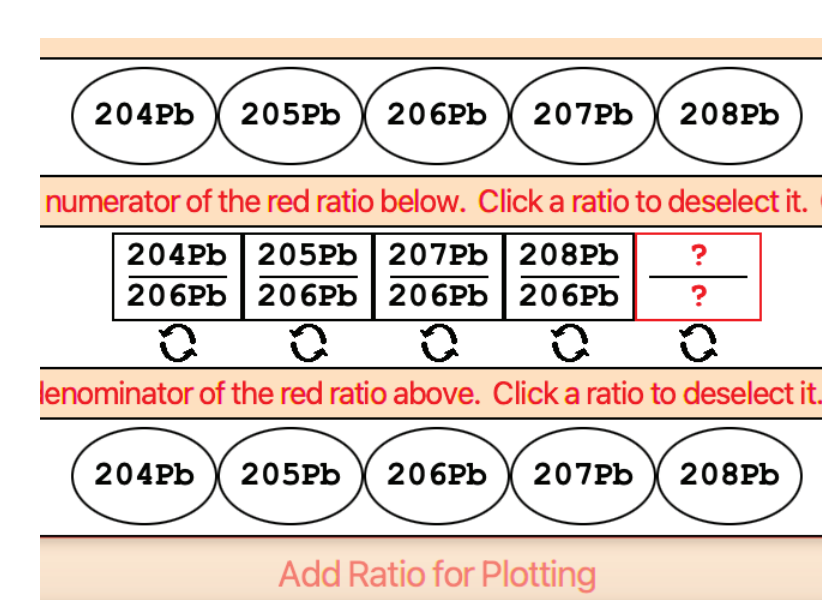 204Pb 205Pb 206Pb 207Pb 208Pb
numerator of the red ratio below. Click a ratio to deselect it.
204Pb 205Pb 207Pb 208Pb ?
206Pb 206Pb 206Pb 206Pb ?
denominator of the red ratio above. Click a ratio to deselect it.
204Pb 205Pb 206Pb 207Pb 208Pb
Add Ratio for Plotting